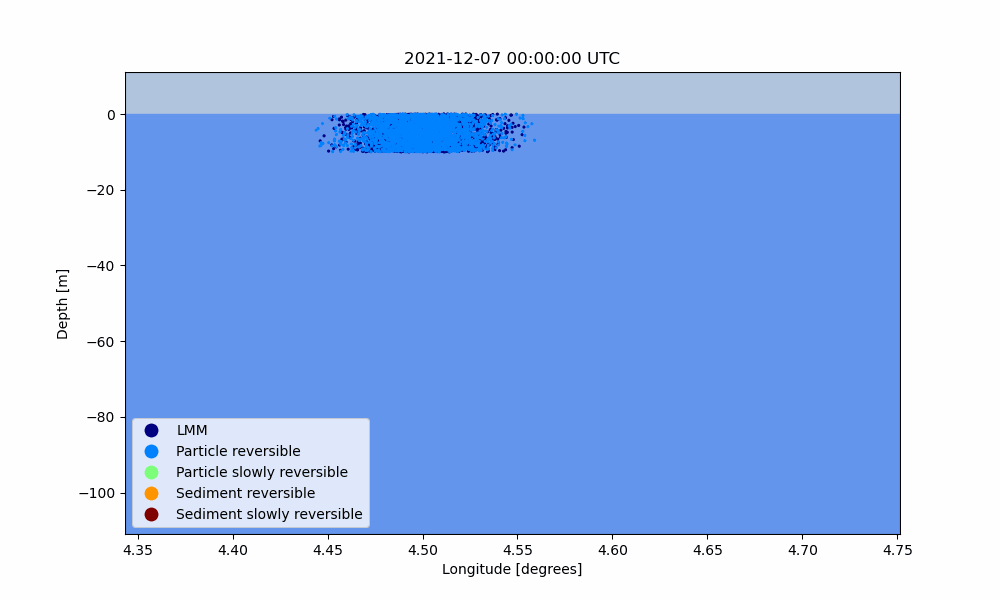 2021-12-07 00:00:00 UTC
0
−20
−40
−60
−80
−100
Depth [m]
LMM
Particle reversible
Particle slowly reversible
Sediment reversible
Sediment slowly reversible
4.35 4.40 4.45 4.50 4.55 4.60 4.65 4.70 4.75
Longitude [degrees]